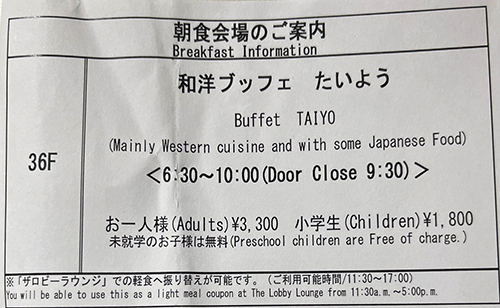 朝食会場のご案内
Breakfast Information
36F
和洋ブッフェ　たいよう
Buffet TAIYO
(Mainly Western cuisine and with some Japanese Food)
＜6:30～10:00(Door Close 9:30)＞
お一人様(Adults)¥3,300　小学生(Children)¥1,800
未就学のお子様は無料(Preschool children are Free of charge.)
※「ザロビーラウンジ」での軽食へ振り替えが可能です。（ご利用可能時間/11:30～17:00）
You will be able to use this as a light meal coupon at The Lobby Lounge from 11:30a.m.～5:00p.m.